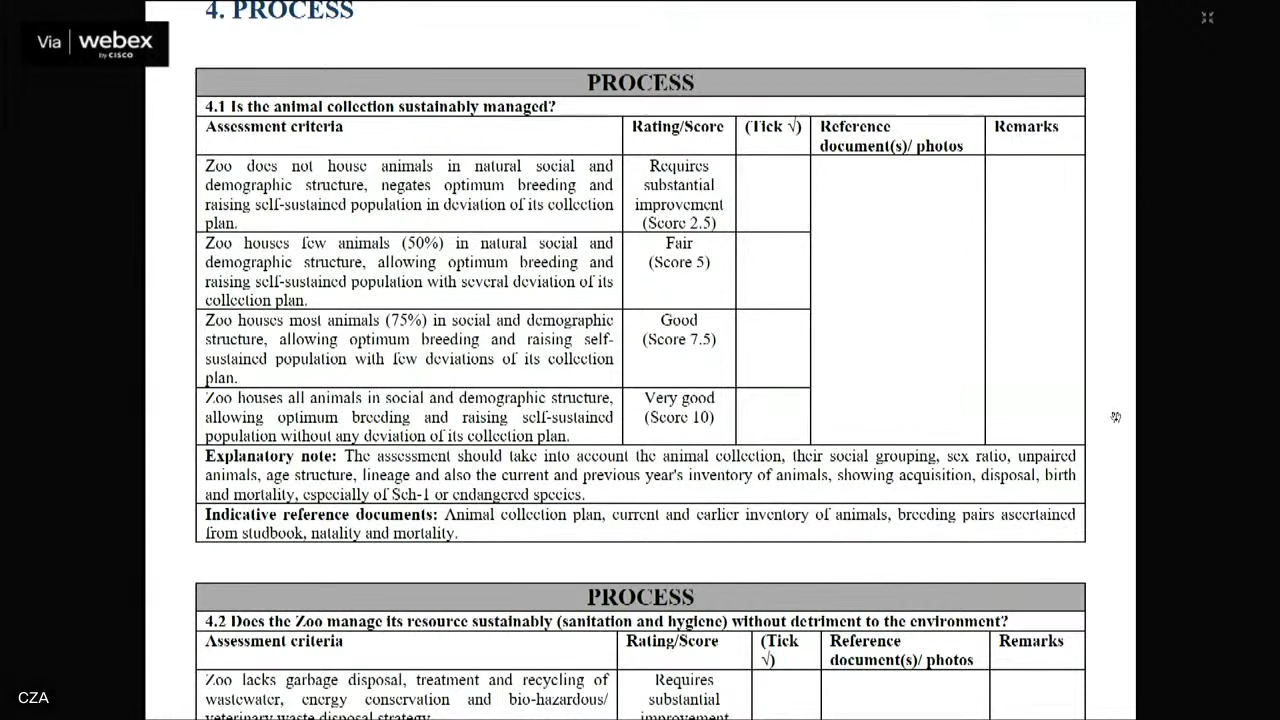 4. PROCESS
Via webex
by CISCO
PROCESS
4.1 Is the animal collection sustainably managed?
Assessment criteria Rating/Score (Tick √) Reference Remarks
document(s)/ photos
Zoo does not house animals in natural social and
demographic structure, negates optimum breeding and
raising self-sustained population in deviation of its collection
plan.
Requires
substantial
improvement
(Score 2.5)
Zoo houses few animals (50%) in natural social and
demographic structure, allowing optimum breeding and
raising self-sustained population with several deviation of its
collection plan.
Fair
(Score 5)
Zoo houses most animals (75%) in social and demographic
structure, allowing optimum breeding and raising self-
sustained population with few deviations of its collection
plan.
Good
(Score 7.5)
Zoo houses all animals in social and demographic structure,
allowing optimum breeding and raising self-sustained
population without any deviation of its collection plan.
Very good
(Score 10)
Explanatory note: The assessment should take into account the animal collection, their social grouping, sex ratio, unpaired
animals, age structure, lineage and also the current and previous year's inventory of animals, showing acquisition, disposal, birth
and mortality, especially of Sch-1 or endangered species.
Indicative reference documents: Animal collection plan, current and earlier inventory of animals, breeding pairs ascertained
from studbook, natality and mortality.
PROCESS
4.2 Does the Zoo manage its resource sustainably (sanitation and hygiene) without detriment to the environment?
Assessment criteria Rating/Score (Tick Reference Remarks
√) document(s)/ photos
Zoo lacks garbage disposal, treatment and recycling of
wastewater, energy conservation and bio-hazardous/
veterinary waste disposal strategy.
Requires
substantial
improvement
CZA